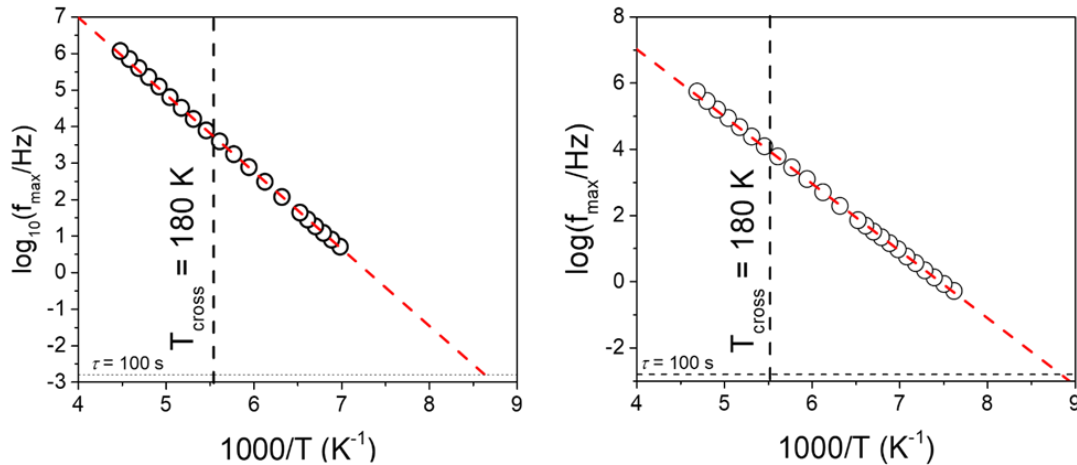 7
6
5
4
3
2
1
0
-1
-2
-3
log₁₀(fmax/Hz)
T_cross = 180 K
τ = 100 s
4 5 6 7 8 9
1000/T (K⁻¹)
8
6
4
2
0
-2
log(fmax/Hz)
T_cross = 180 K
τ = 100 s
4 5 6 7 8 9
1000/T (K⁻¹)